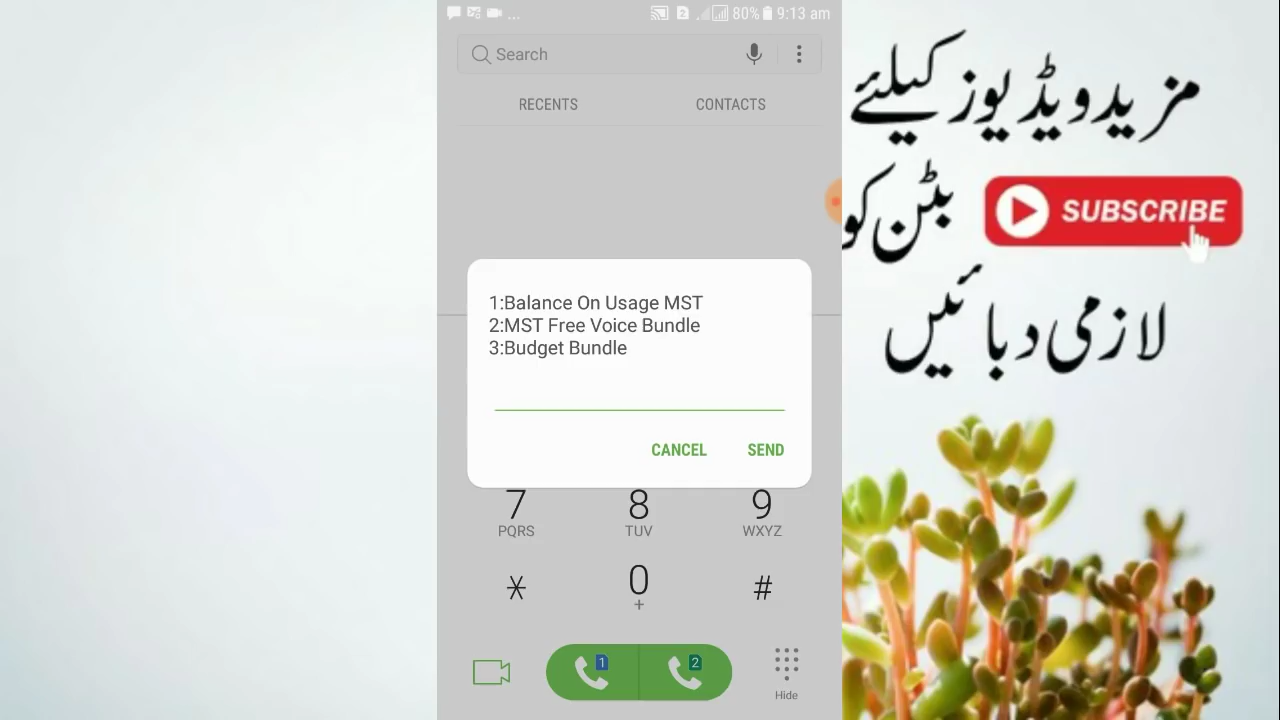 ... 80% 9:13 am
Search
RECENTS CONTACTS
1:Balance On Usage MST
2:MST Free Voice Bundle
3:Budget Bundle
CANCEL SEND
7 8 9
PQRS TUV WXYZ
* 0 #
+
1 2
Hide
مزید ویڈیوز کیلئے
SUBSCRIBE بٹن کو
لازمی دبائیں